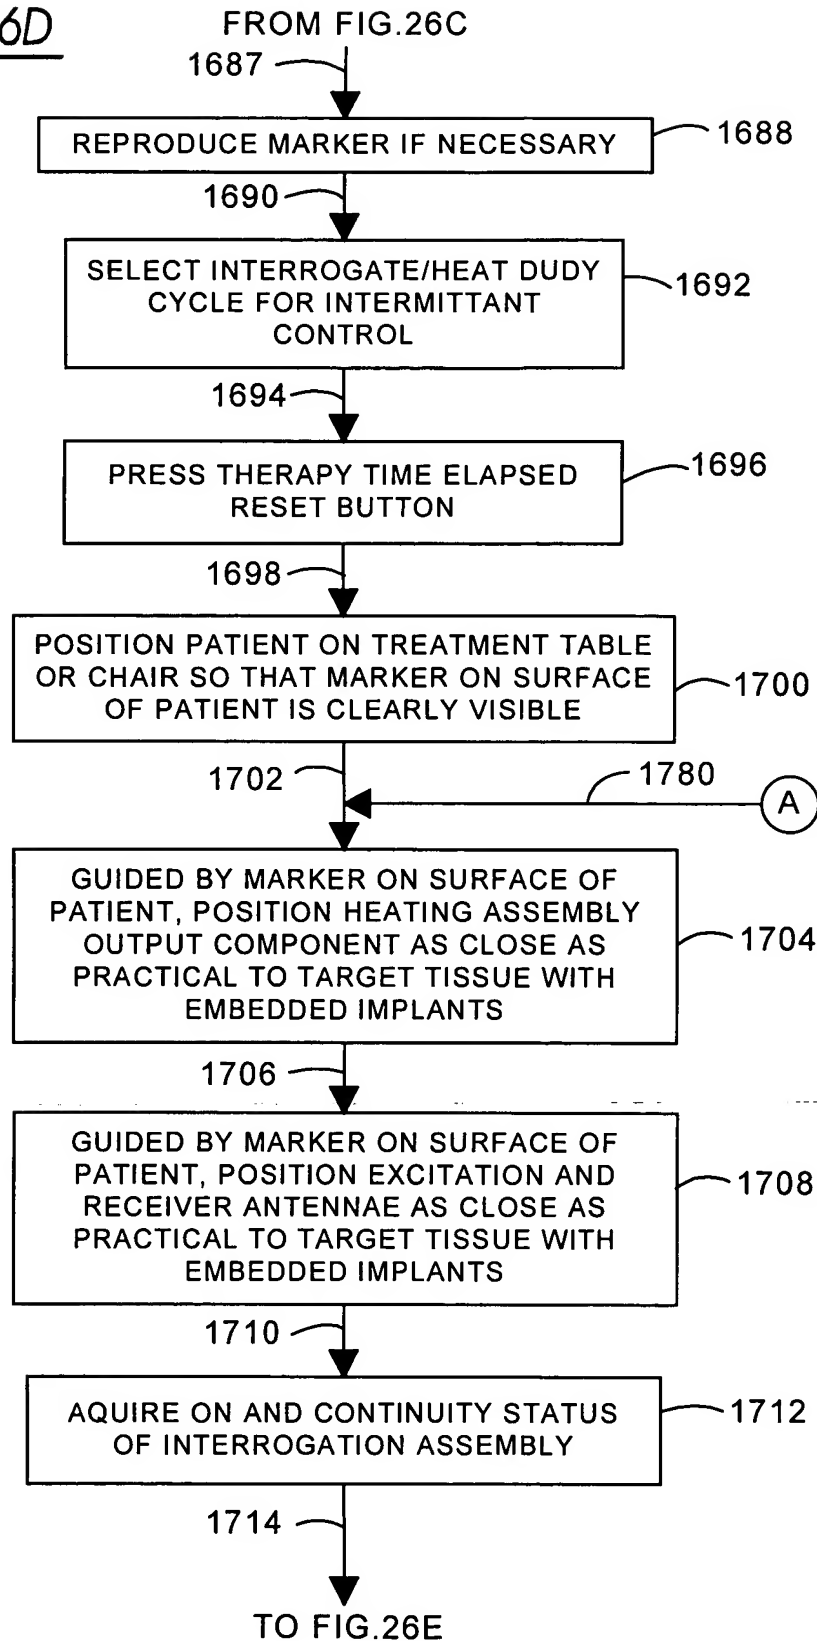 6D
FROM FIG.26C
1687
REPRODUCE MARKER IF NECESSARY
1688
1690
SELECT INTERROGATE/HEAT DUDY
CYCLE FOR INTERMITTANT
CONTROL
1692
1694
PRESS THERAPY TIME ELAPSED
RESET BUTTON
1696
1698
POSITION PATIENT ON TREATMENT TABLE
OR CHAIR SO THAT MARKER ON SURFACE
OF PATIENT IS CLEARLY VISIBLE
1700
1702
1780
A
GUIDED BY MARKER ON SURFACE OF
PATIENT, POSITION HEATING ASSEMBLY
OUTPUT COMPONENT AS CLOSE AS
PRACTICAL TO TARGET TISSUE WITH
EMBEDDED IMPLANTS
1704
1706
GUIDED BY MARKER ON SURFACE OF
PATIENT, POSITION EXCITATION AND
RECEIVER ANTENNAE AS CLOSE AS
PRACTICAL TO TARGET TISSUE WITH
EMBEDDED IMPLANTS
1708
1710
AQUIRE ON AND CONTINUITY STATUS
OF INTERROGATION ASSEMBLY
1712
1714
TO FIG.26E